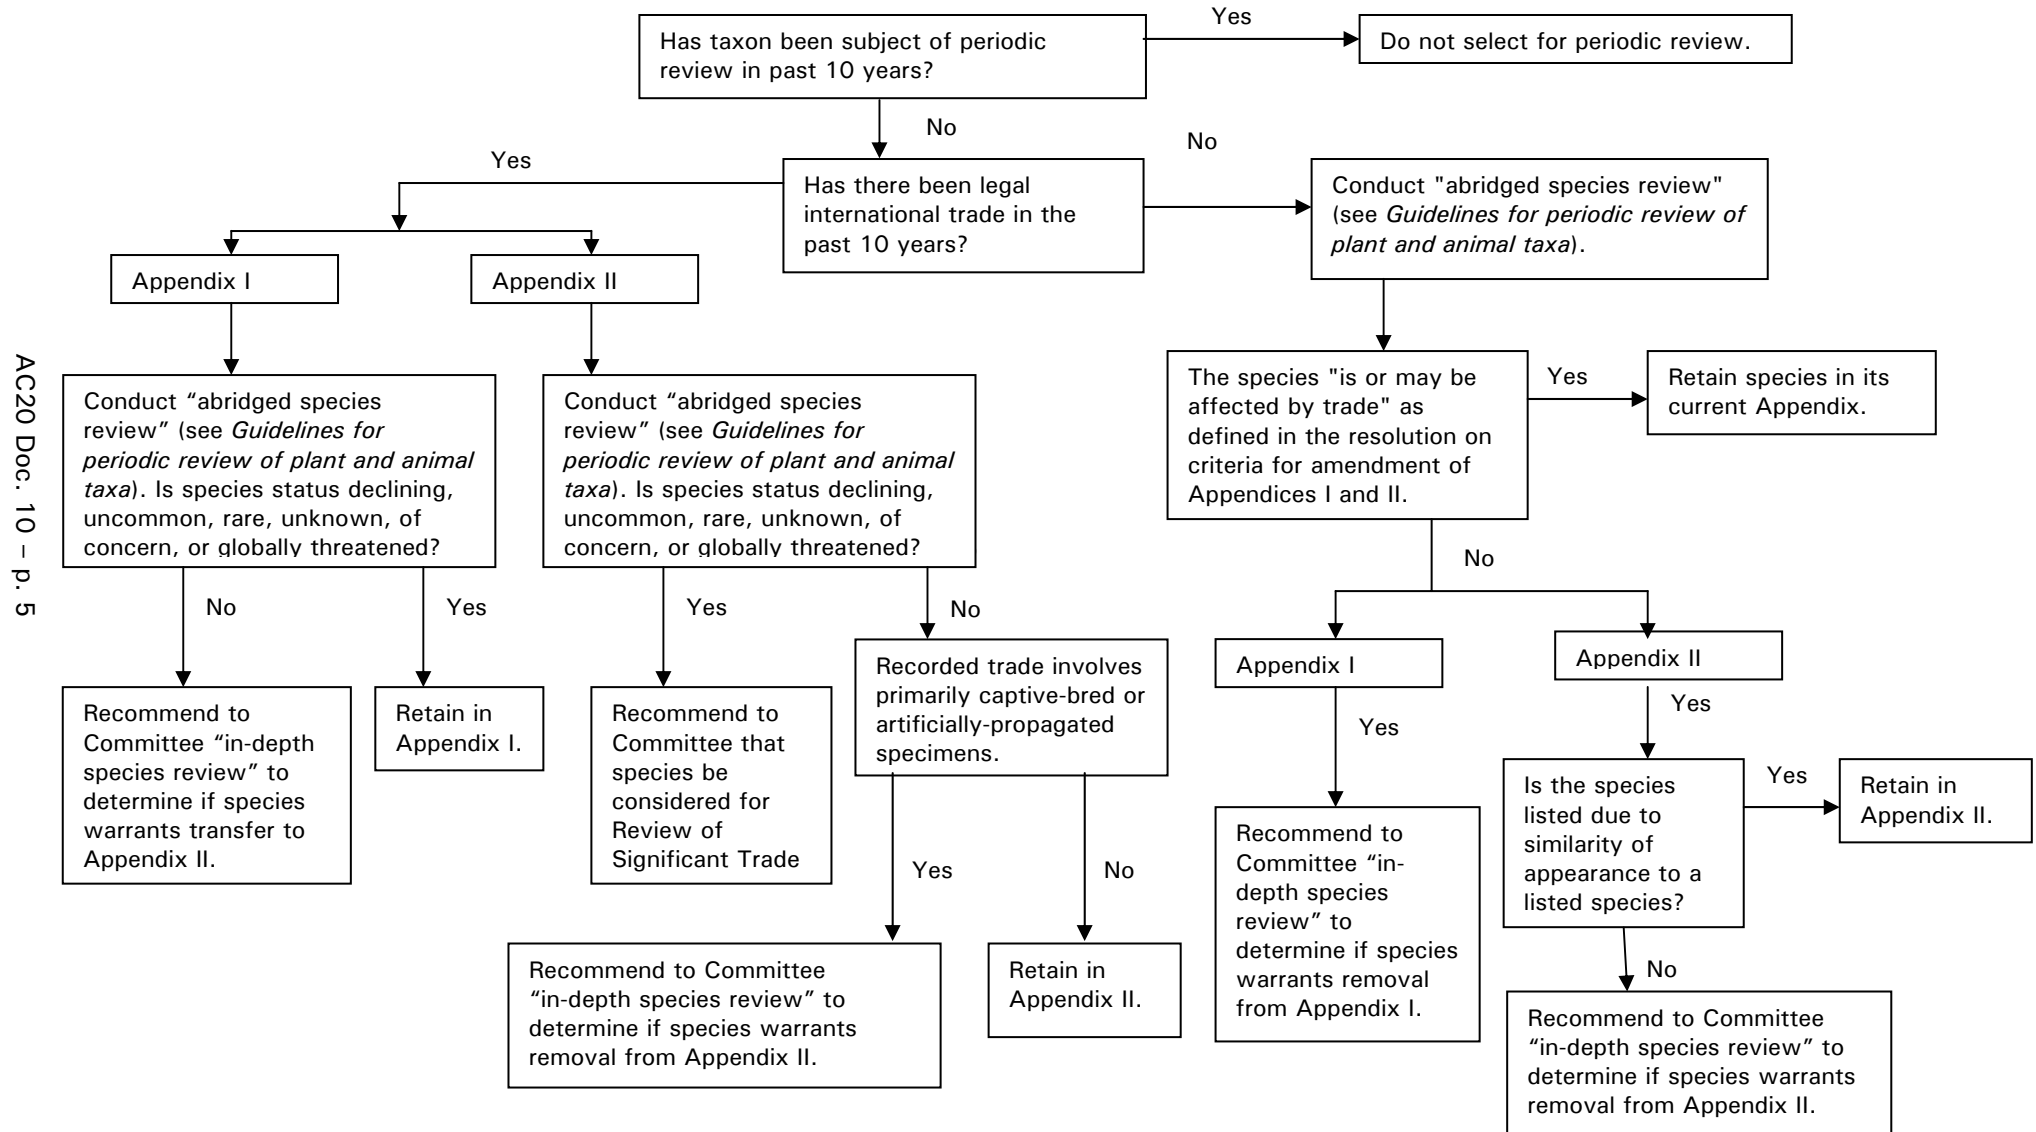 Has taxon been subject of periodic
review in past 10 years?
Yes
Do not select for periodic review.
No
Has there been legal
international trade in the
past 10 years?
Yes
No
Conduct "abridged species review"
(see Guidelines for periodic review of
plant and animal taxa).
Appendix I
Appendix II
Conduct “abridged species
review” (see Guidelines for
periodic review of plant and animal
taxa). Is species status declining,
uncommon, rare, unknown, of
concern, or globally threatened?
Conduct “abridged species
review” (see Guidelines for
periodic review of plant and animal
taxa). Is species status declining,
uncommon, rare, unknown, of
concern, or globally threatened?
The species "is or may be
affected by trade" as
defined in the resolution on
criteria for amendment of
Appendices I and II.
Yes
Retain species in its
current Appendix.
No
No
Yes
Yes
No
Recommend to
Committee “in-depth
species review” to
determine if species
warrants transfer to
Appendix II.
Retain in
Appendix I.
Recommend to
Committee that
species be
considered for
Review of
Significant Trade
Recorded trade involves
primarily captive-bred or
artificially-propagated
specimens.
Yes
No
Recommend to Committee
“in-depth species review” to
determine if species warrants
removal from Appendix II.
Retain in
Appendix II.
Appendix I
Appendix II
Yes
Yes
Recommend to
Committee “in-
depth species
review” to
determine if species
warrants removal
from Appendix I.
Is the species
listed due to
similarity of
appearance to a
listed species?
Yes
Retain in
Appendix II.
No
Recommend to Committee
“in-depth species review” to
determine if species warrants
removal from Appendix II.
AC20 Doc. 10 – p. 5